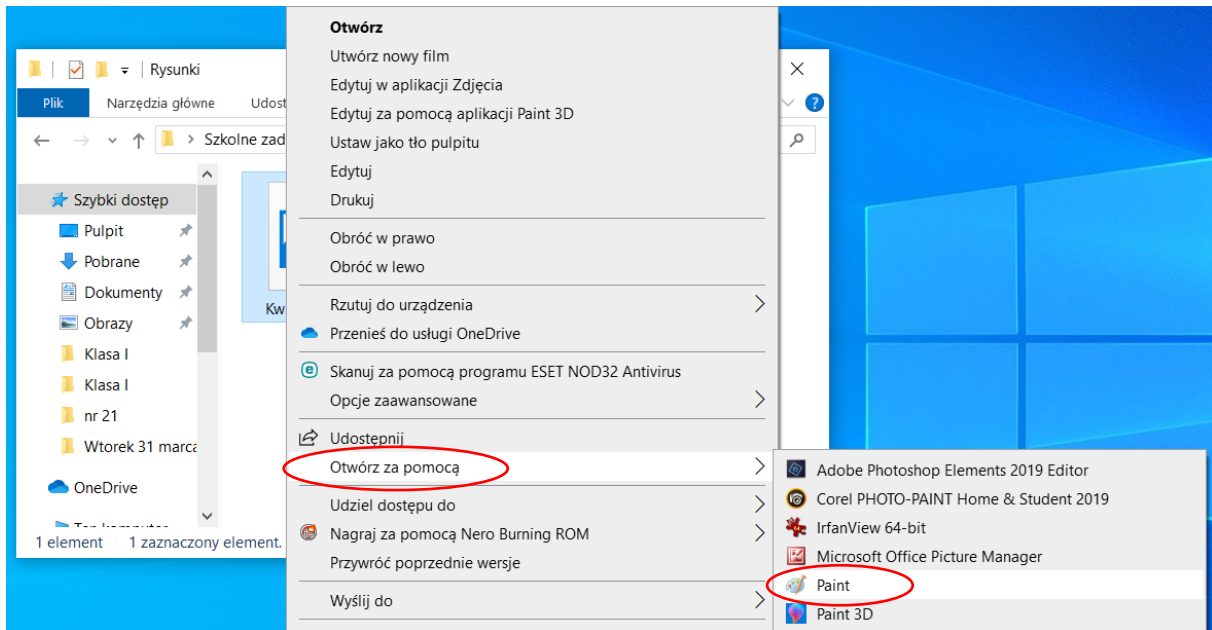 Rysunki
Plik
Narzędzia główne
Udost
Szkolne zad
Szybki dostęp
Pulpit
Pobrane
Dokumenty
Obrazy
Klasa I
Klasa I
nr 21
Wtorek 31 marca
OneDrive
1 element
1 zaznaczony element.
Kw
Otwórz
Utwórz nowy film
Edytuj w aplikacji Zdjęcia
Edytuj za pomocą aplikacji Paint 3D
Ustaw jako tło pulpitu
Edytuj
Drukuj
Obróć w prawo
Obróć w lewo
Rzutuj do urządzenia
Przenieś do usługi OneDrive
Skanuj za pomocą programu ESET NOD32 Antivirus
Opcje zaawansowane
Udostępnij
Otwórz za pomocą
Udziel dostępu do
Nagraj za pomocą Nero Burning ROM
Przywróć poprzednie wersje
Wyślij do
Adobe Photoshop Elements 2019 Editor
Corel PHOTO-PAINT Home & Student 2019
IrfanView 64-bit
Microsoft Office Picture Manager
Paint
Paint 3D